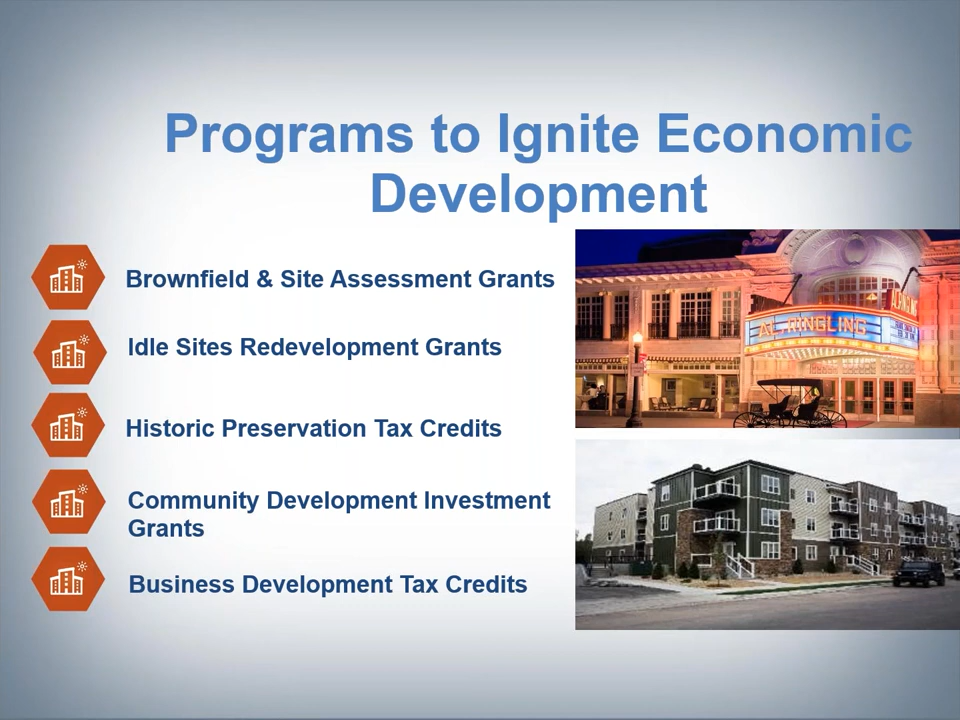 Programs to Ignite Economic
Development
Brownfield & Site Assessment Grants
Idle Sites Redevelopment Grants
Historic Preservation Tax Credits
Community Development Investment
Grants
Business Development Tax Credits
AL RINGLING